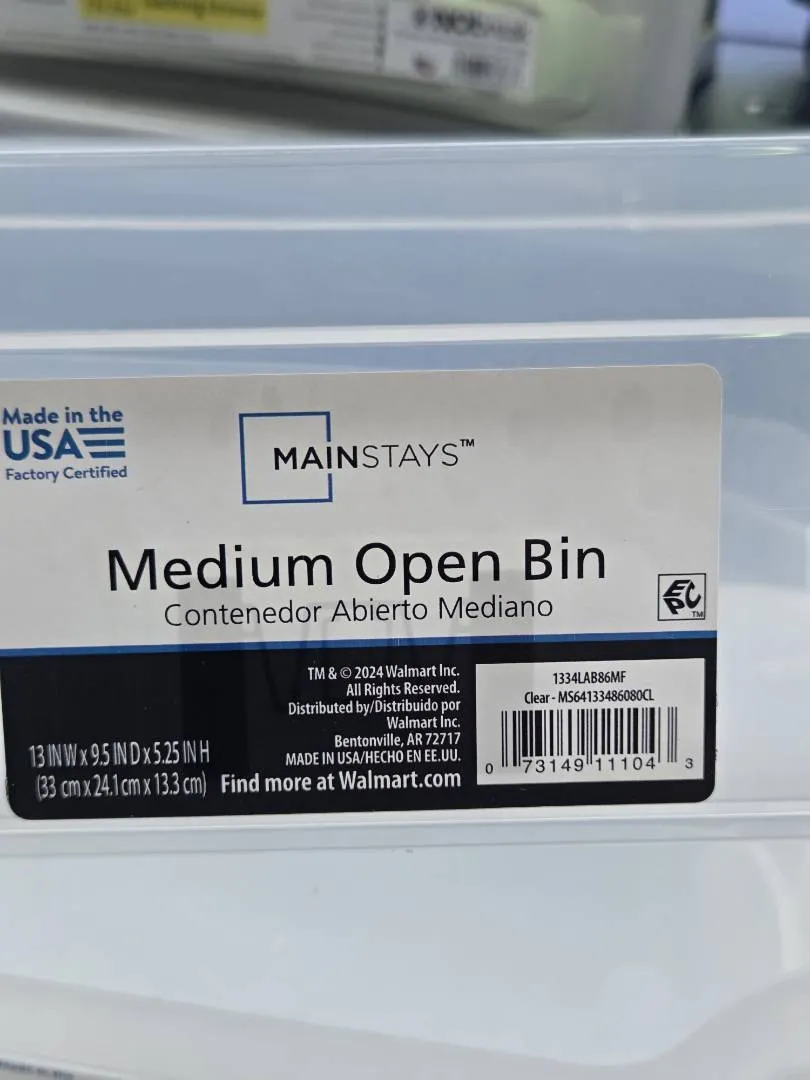 Made in the
USA
Factory Certified
MAINSTAYS™
Medium Open Bin
Contenedor Abierto Mediano
EPC ™
TM & © 2024 Walmart Inc.
All Rights Reserved.
Distributed by/Distribuido por
Walmart Inc.
Bentonville, AR 72717
MADE IN USA/HECHO EN EE.UU.
Find more at Walmart.com
13 IN W x 9.5 IN D x 5.25 IN H
(33 cm x 24.1 cm x 13.3 cm)
1334LAB86MF
Clear - MS64133486080CL
0 73149 11104 3